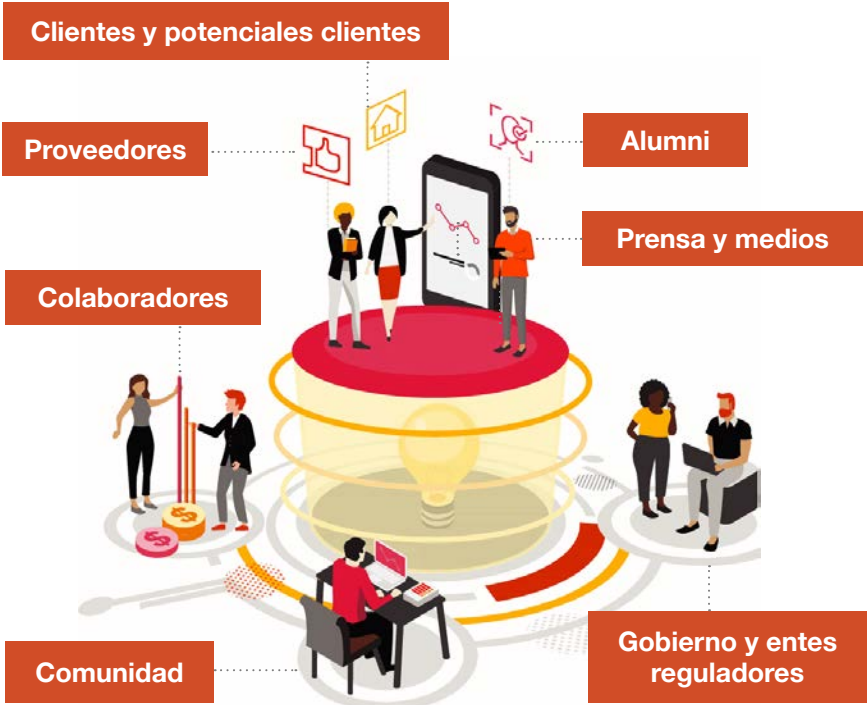 Clientes y potenciales clientes
Proveedores
Alumni
Prensa y medios
Colaboradores
$
$
Comunidad
Gobierno y entes
reguladores